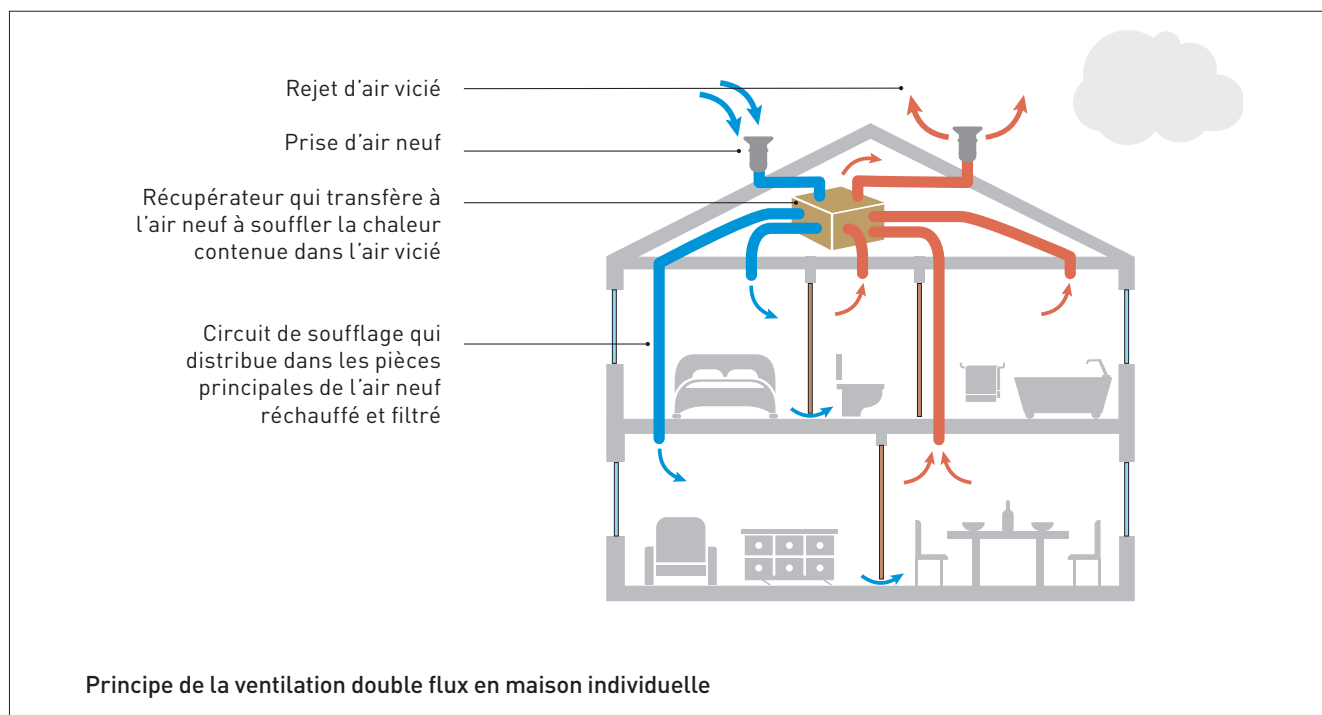 Rejet d’air vicié
Prise d’air neuf
Récupérateur qui transfère à
l’air neuf à souffler la chaleur
contenue dans l’air vicié
Circuit de soufflage qui
distribue dans les pièces
principales de l’air neuf
réchauffé et filtré
Principe de la ventilation double flux en maison individuelle